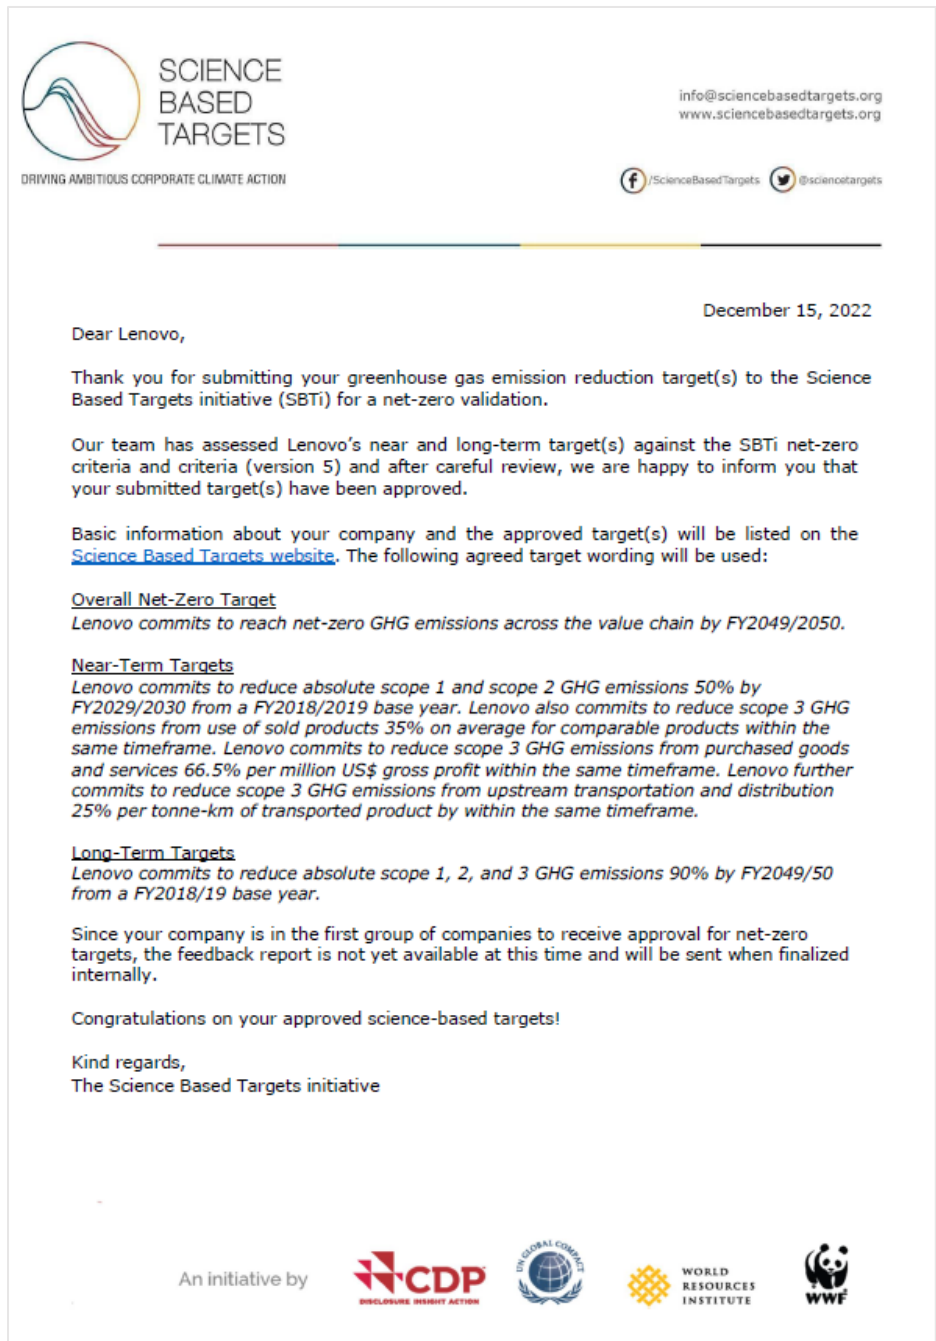 SCIENCE
BASED
TARGETS
DRIVING AMBITIOUS CORPORATE CLIMATE ACTION
info@sciencebasedtargets.org
www.sciencebasedtargets.org
/ScienceBasedTargets @sciencetargets
December 15, 2022
Dear Lenovo,
Thank you for submitting your greenhouse gas emission reduction target(s) to the Science
Based Targets initiative (SBTi) for a net-zero validation.
Our team has assessed Lenovo's near and long-term target(s) against the SBTi net-zero
criteria and criteria (version 5) and after careful review, we are happy to inform you that
your submitted target(s) have been approved.
Basic information about your company and the approved target(s) will be listed on the
Science Based Targets website. The following agreed target wording will be used:
Overall Net-Zero Target
Lenovo commits to reach net-zero GHG emissions across the value chain by FY2049/2050.
Near-Term Targets
Lenovo commits to reduce absolute scope 1 and scope 2 GHG emissions 50% by
FY2029/2030 from a FY2018/2019 base year. Lenovo also commits to reduce scope 3 GHG
emissions from use of sold products 35% on average for comparable products within the
same timeframe. Lenovo commits to reduce scope 3 GHG emissions from purchased goods
and services 66.5% per million US$ gross profit within the same timeframe. Lenovo further
commits to reduce scope 3 GHG emissions from upstream transportation and distribution
25% per tonne-km of transported product by within the same timeframe.
Long-Term Targets
Lenovo commits to reduce absolute scope 1, 2, and 3 GHG emissions 90% by FY2049/50
from a FY2018/19 base year.
Since your company is in the first group of companies to receive approval for net-zero
targets, the feedback report is not yet available at this time and will be sent when finalized
internally.
Congratulations on your approved science-based targets!
Kind regards,
The Science Based Targets initiative
An initiative by
CDP
DISCLOSURE INSIGHT ACTION
UN GLOBAL COMPACT
WORLD
RESOURCES
INSTITUTE
WWF